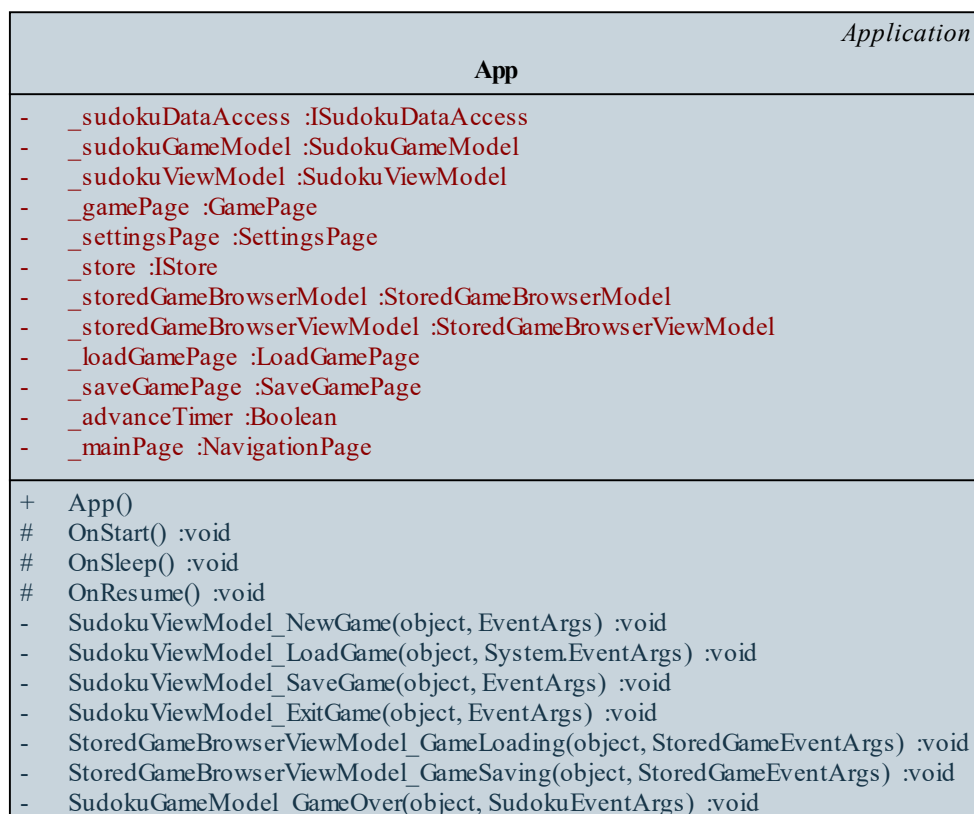 Application
App
- _sudokuDataAccess :ISudokuDataAccess
- _sudokuGameModel :SudokuGameModel
- _sudokuViewModel :SudokuViewModel
- _gamePage :GamePage
- _settingsPage :SettingsPage
- _store :IStore
- _storedGameBrowserModel :StoredGameBrowserModel
- _storedGameBrowserViewModel :StoredGameBrowserViewModel
- _loadGamePage :LoadGamePage
- _saveGamePage :SaveGamePage
- _advanceTimer :Boolean
- _mainPage :NavigationPage
+ App()
# OnStart() :void
# OnSleep() :void
# OnResume() :void
- SudokuViewModel_NewGame(object, EventArgs) :void
- SudokuViewModel_LoadGame(object, System.EventArgs) :void
- SudokuViewModel_SaveGame(object, EventArgs) :void
- SudokuViewModel_ExitGame(object, EventArgs) :void
- StoredGameBrowserViewModel_GameLoading(object, StoredGameEventArgs) :void
- StoredGameBrowserViewModel_GameSaving(object, StoredGameEventArgs) :void
- SudokuGameModel_GameOver(object, SudokuEventArgs) :void